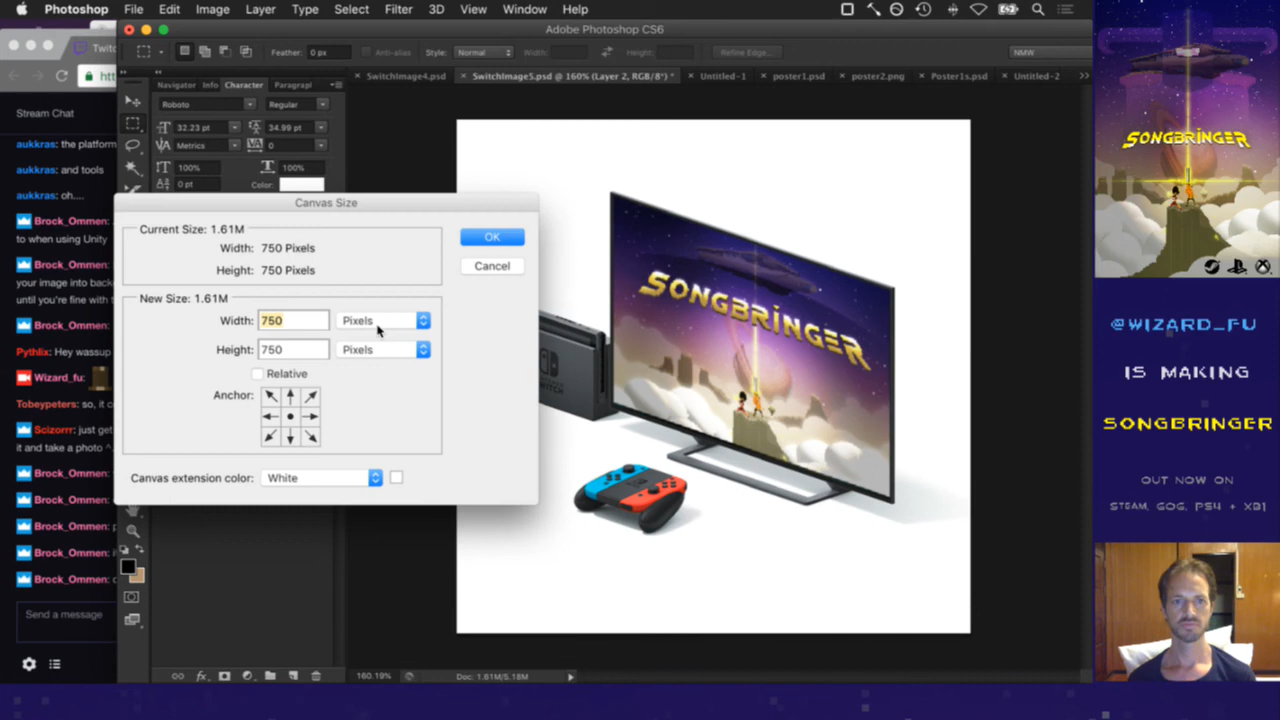 Photoshop File Edit Image Layer Type Select Filter 3D View Window Help
Adobe Photoshop CS6
Feather: 0 px Anti-alias Style: Normal Width: Height: Refine Edge... NMW
SwitchImage4.psd SwitchImage5.psd @ 160% (Layer 2, RGB/8*) * Untitled-1 poster1.psd poster2.png Poster1s.psd Untitled-2
Navigator Info Character Paragrapl
Roboto Regular
32.23 pt 34.99 pt
Metrics 0
100% 100%
0 pt Color:
Twitc
htt
Stream Chat
aukkras: the platform
aukkras: and tools
aukkras: oh....
Brock_Ommen:
to when using Unity
Brock_Ommen:
your image into back
until you're fine with t
Brock_Ommen:
Pythlix: Hey wassup
Wizard_fu:
Tobeypeters: so, it c
Scizorrr: just get
it and take a photo ^
Brock_Ommen:
Brock_Ommen:
Brock_Ommen:
Brock_Ommen:
Brock_Ommen:
Send a message
Canvas Size
Current Size: 1.61M
Width: 750 Pixels
Height: 750 Pixels
New Size: 1.61M
Width: 750 Pixels
Height: 750 Pixels
Relative
Anchor:
Canvas extension color: White
OK
Cancel
SONGBRINGER
SWITCH
160.19% Doc: 1.61M/5.18M
SONGBRINGER
@WIZARD_FU
IS MAKING
SONGBRINGER
OUT NOW ON
STEAM, GOG, PS4 + XB1